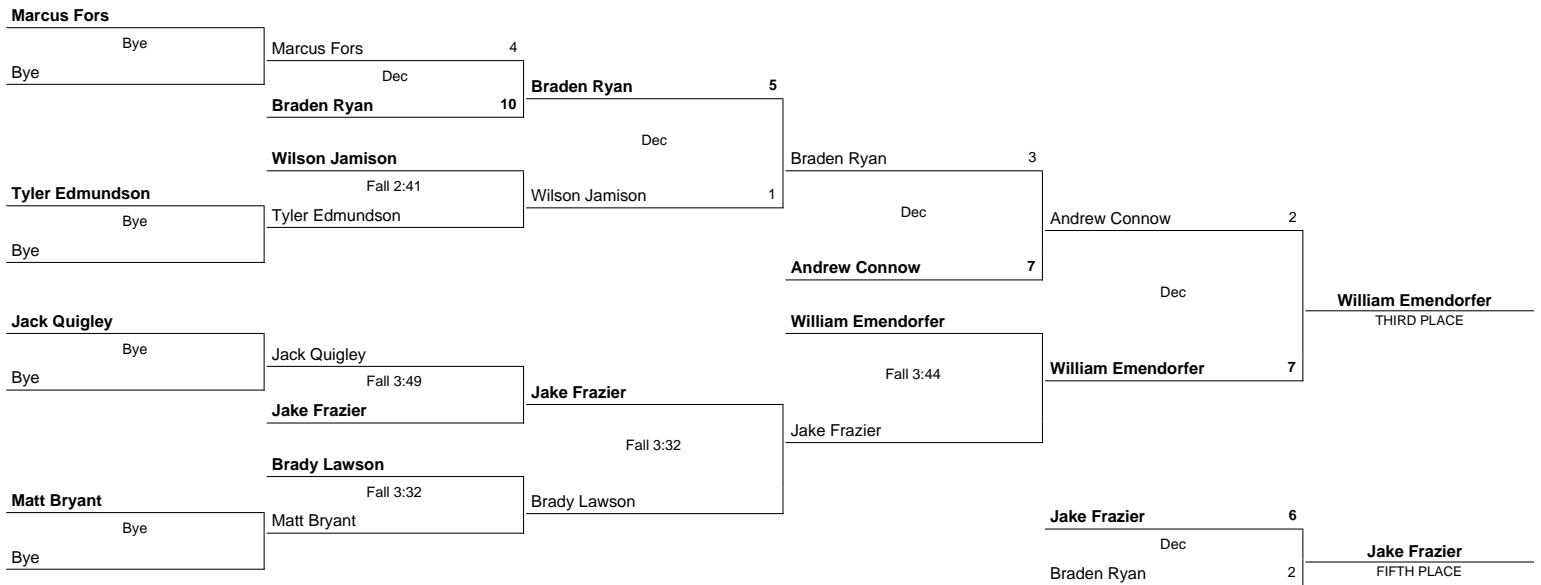 Marcus Fors
Bye
Bye
Marcus Fors 4
Dec
Braden Ryan 10
Braden Ryan 5
Dec
Wilson Jamison 1
Wilson Jamison
Fall 2:41
Tyler Edmundson
Tyler Edmundson
Bye
Bye
Braden Ryan 3
Dec
Andrew Connow 7
Andrew Connow 2
Dec
William Emendorfer 7
William Emendorfer
THIRD PLACE
Jack Quigley
Bye
Bye
Jack Quigley
Fall 3:49
Jake Frazier
Jake Frazier
Fall 3:32
Brady Lawson
Brady Lawson
Fall 3:32
Matt Bryant
Matt Bryant
Bye
Bye
William Emendorfer
Fall 3:44
Jake Frazier
Jake Frazier 6
Dec
Braden Ryan 2
Jake Frazier
FIFTH PLACE